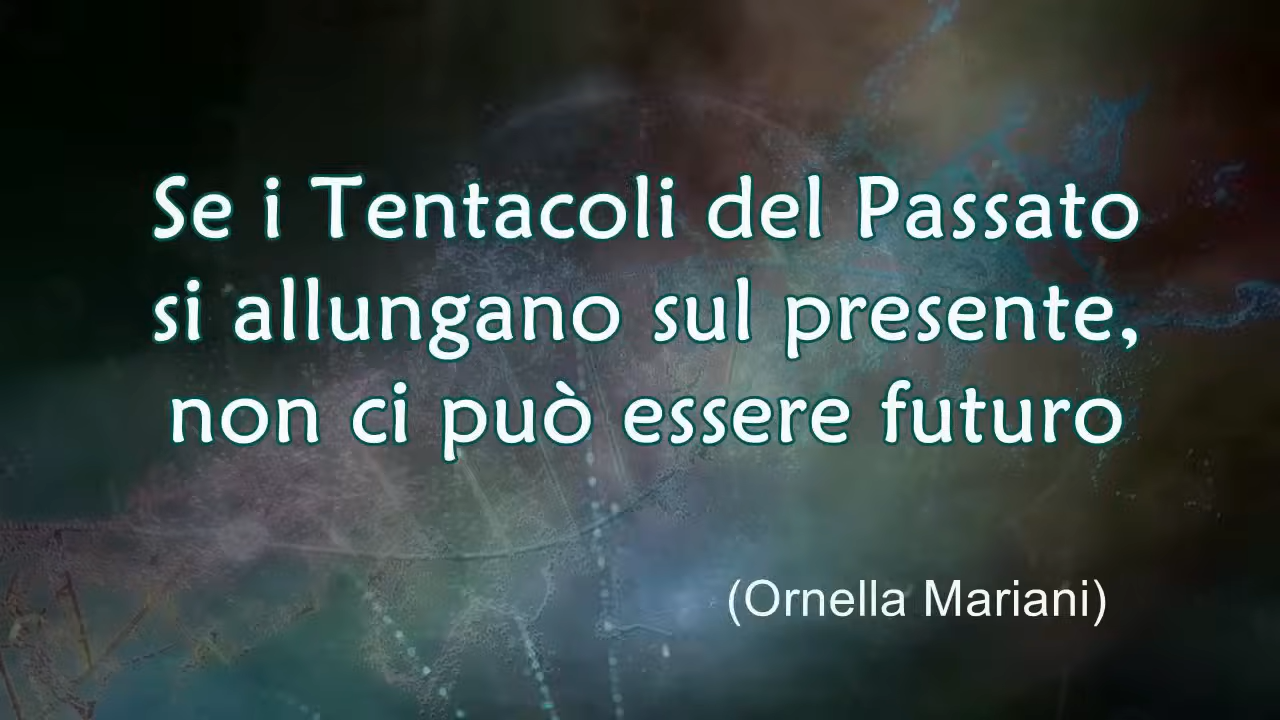 Se i Tentacoli del Passato
si allungano sul presente,
non ci può essere futuro
(Ornella Mariani)